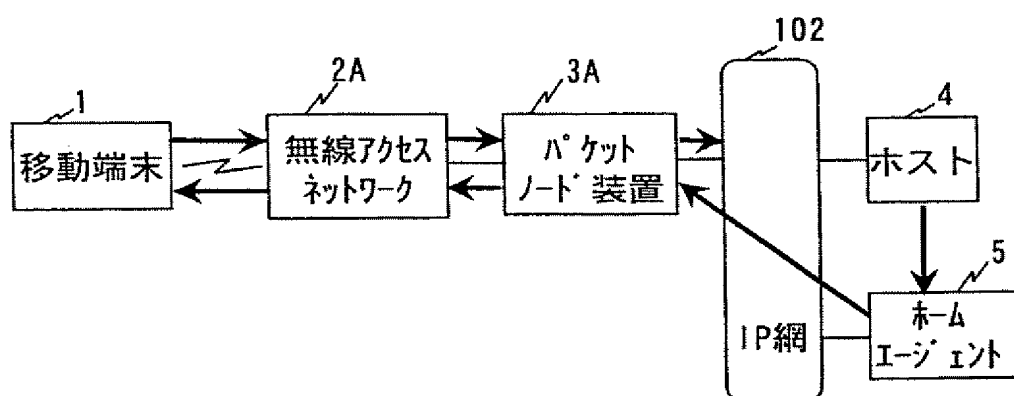 102
2A
3A
1
4
移動端末
無線アクセス
ネットワーク
パケット
ノード装置
ホスト
5
IP網
ホーム
エージェント